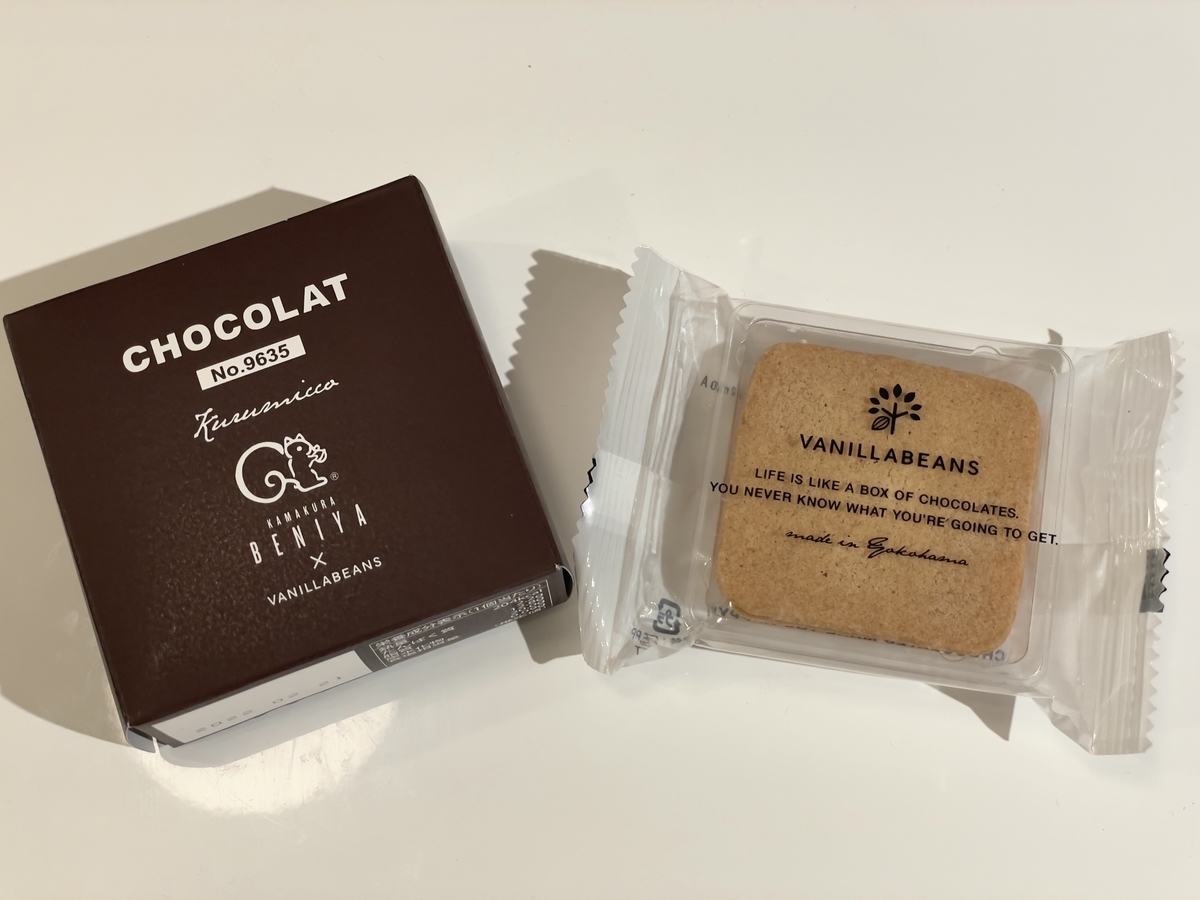 CHOCOLAT
No.9635
Kurumicco
®
KAMAKURA
BENIYA
×
VANILLABEANS
VANILLABEANS
LIFE IS LIKE A BOX OF CHOCOLATES.
YOU NEVER KNOW WHAT YOU'RE GOING TO GET.
made in Yokohama